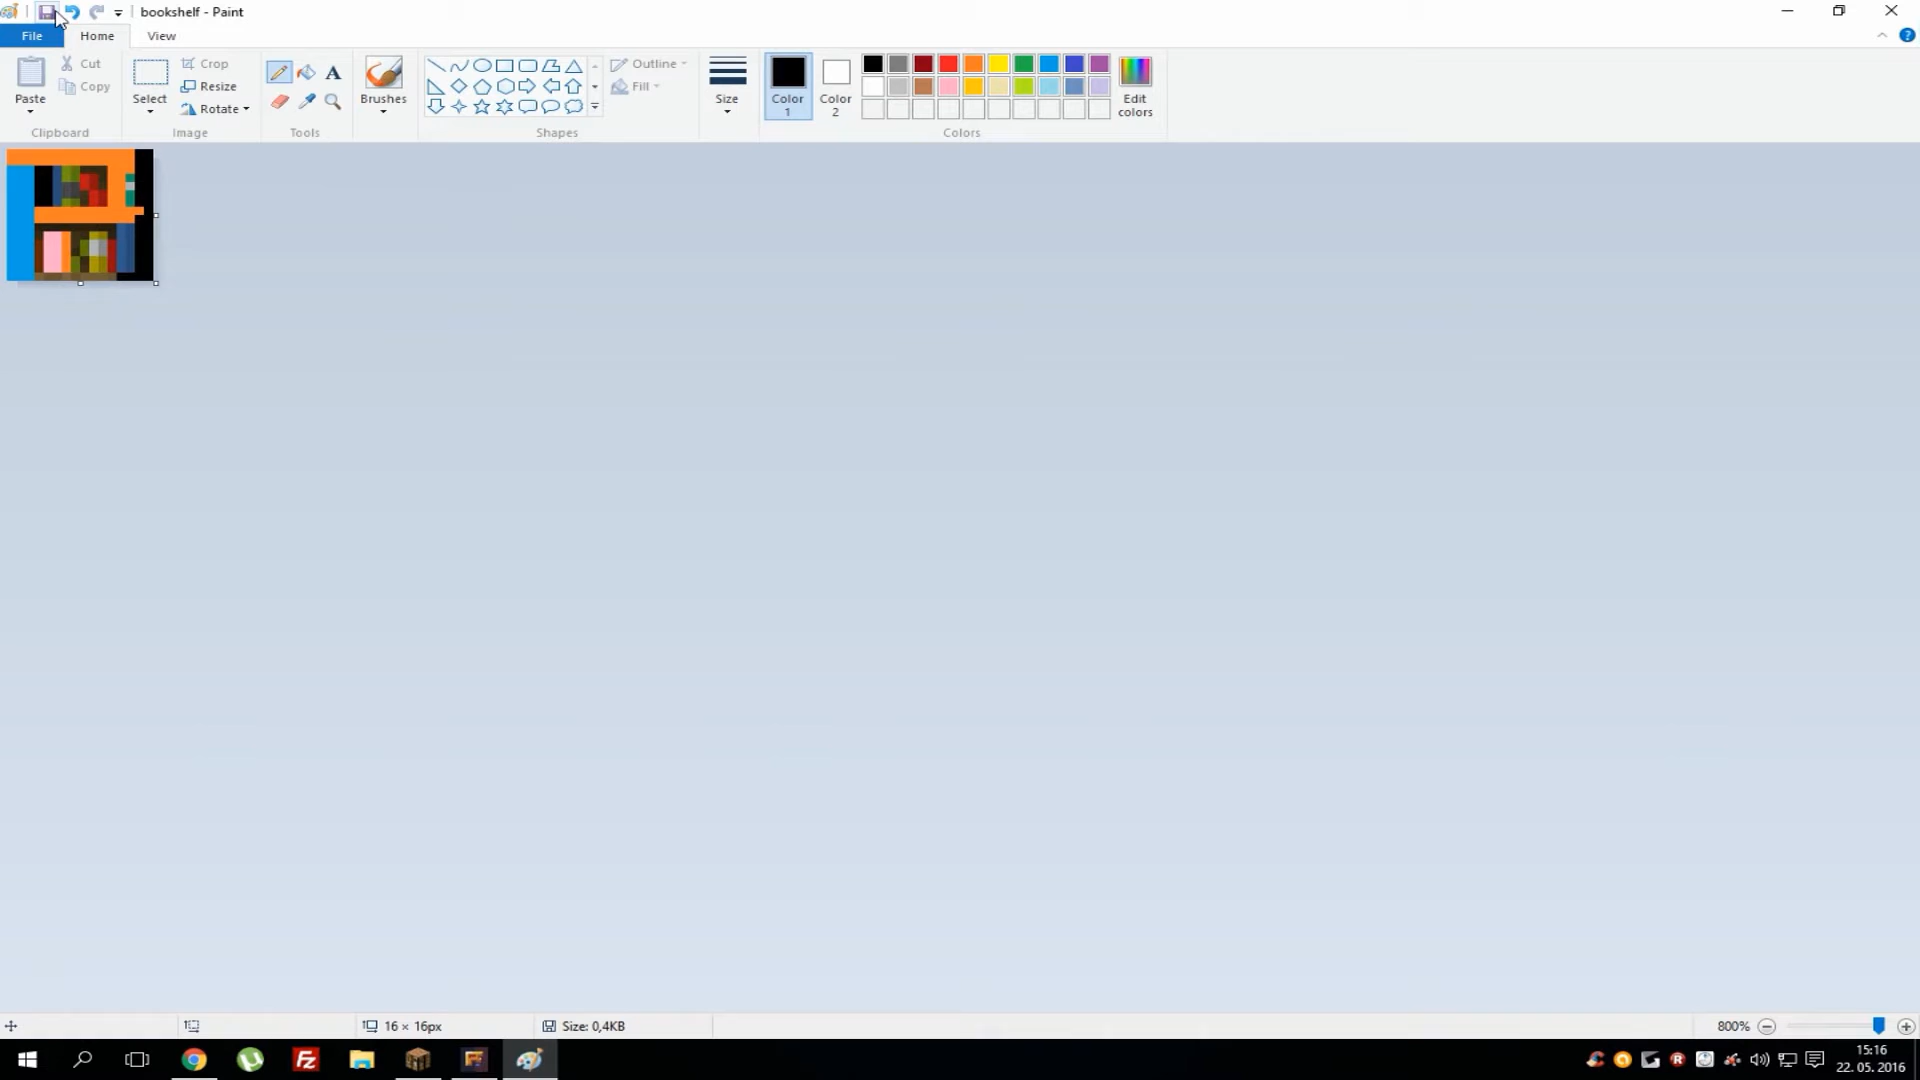 bookshelf - Paint
File Home View
Cut
Copy
Paste
Clipboard
Select
Crop
Resize
Rotate
Image
A
Tools
Brushes
Outline
Fill
Shapes
Size
Color 1
Color 2
Edit colors
Colors
16 × 16px
Size: 0,4KB
800%
15:16
22. 05. 2016